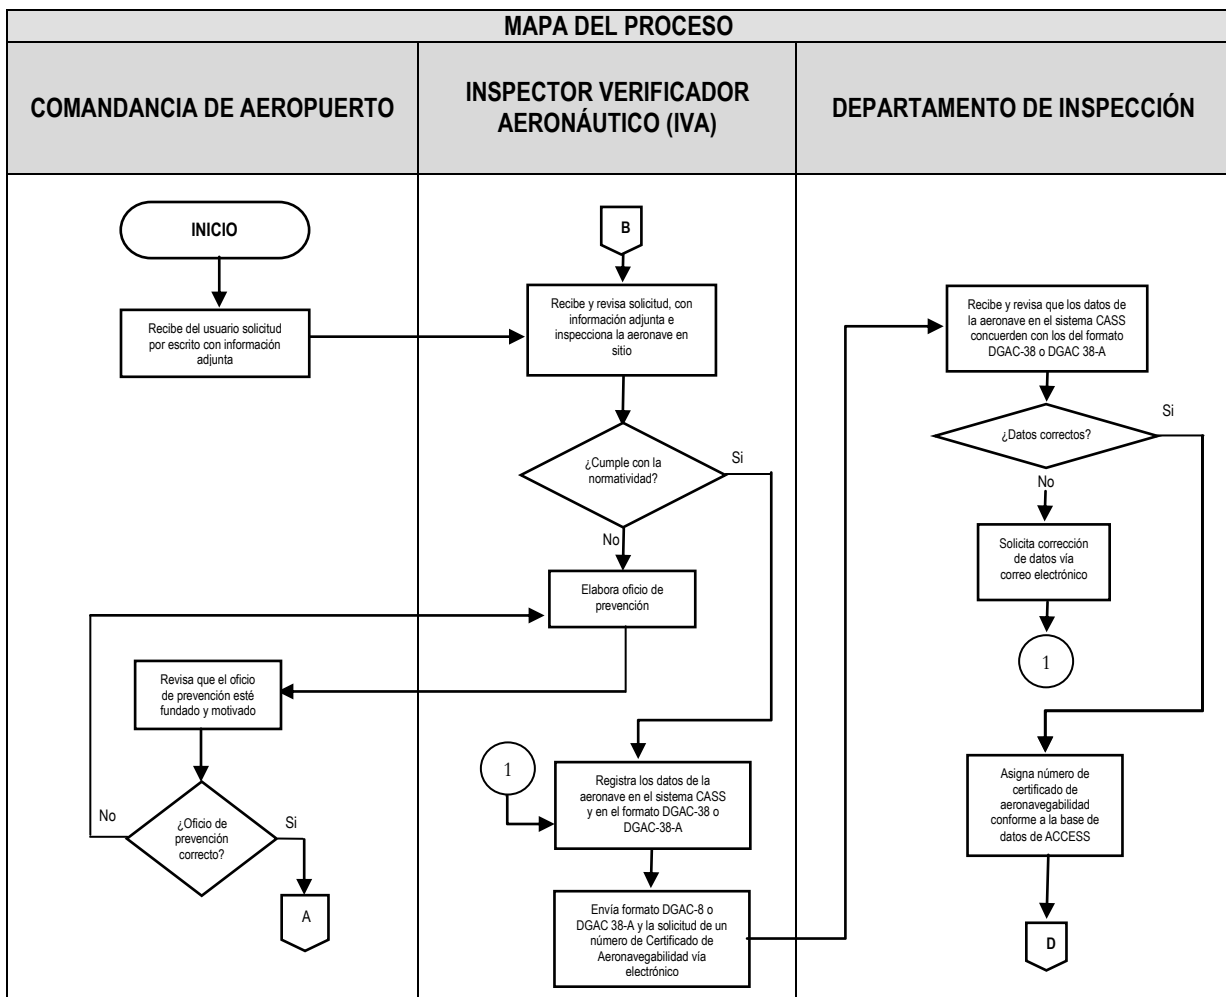 MAPA DEL PROCESO
COMANDANCIA DE AEROPUERTO
INSPECTOR VERIFICADOR
AERONÁUTICO (IVA)
DEPARTAMENTO DE INSPECCIÓN
INICIO
Recibe del usuario solicitud
por escrito con información
adjunta
Revisa que el oficio
de prevención esté
fundado y motivado
¿Oficio de
prevención
correcto?
No
Si
A
B
Recibe y revisa solicitud, con
información adjunta e
inspecciona la aeronave en
sitio
¿Cumple con la
normatividad?
Si
No
Elabora oficio de
prevención
1
Registra los datos de la
aeronave en el sistema CASS
y en el formato DGAC-38 o
DGAC-38-A
Envía formato DGAC-8 o
DGAC 38-A y la solicitud de un
número de Certificado de
Aeronavegabilidad vía
electrónico
Recibe y revisa que los datos de
la aeronave en el sistema CASS
concuerden con los del formato
DGAC-38 o DGAC 38-A
¿Datos correctos?
Si
No
Solicita corrección
de datos vía
correo electrónico
1
Asigna número de
certificado de
aeronavegabilidad
conforme a la base de
datos de ACCESS
D